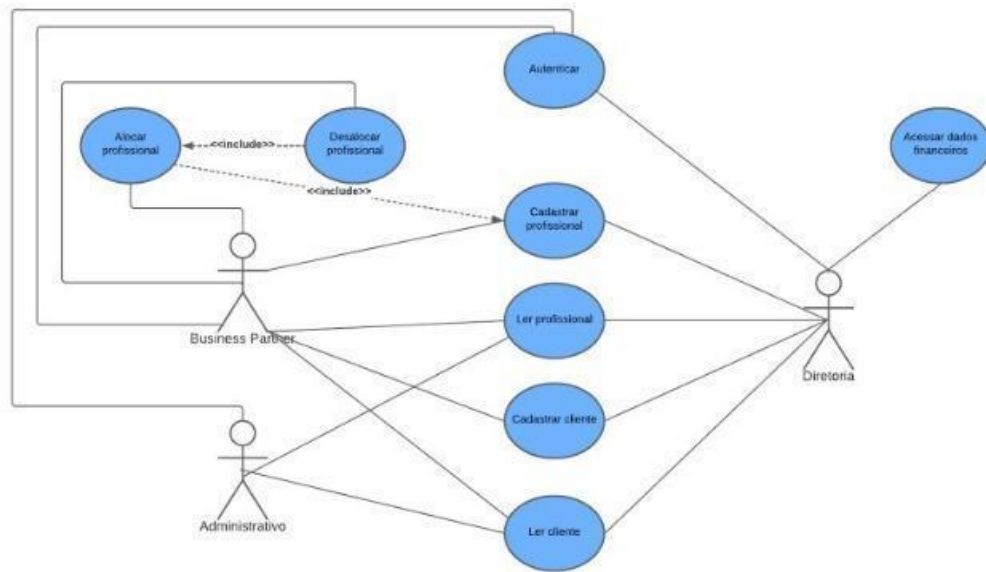 Autenticar
Alocar
profissional
<<include>>
Desalocar
profissional
Acessar dados
financeiros
<<include>>
Cadastrar
profissional
Business Partner
Ler profissional
Diretoria
Cadastrar cliente
Administrativo
Ler cliente